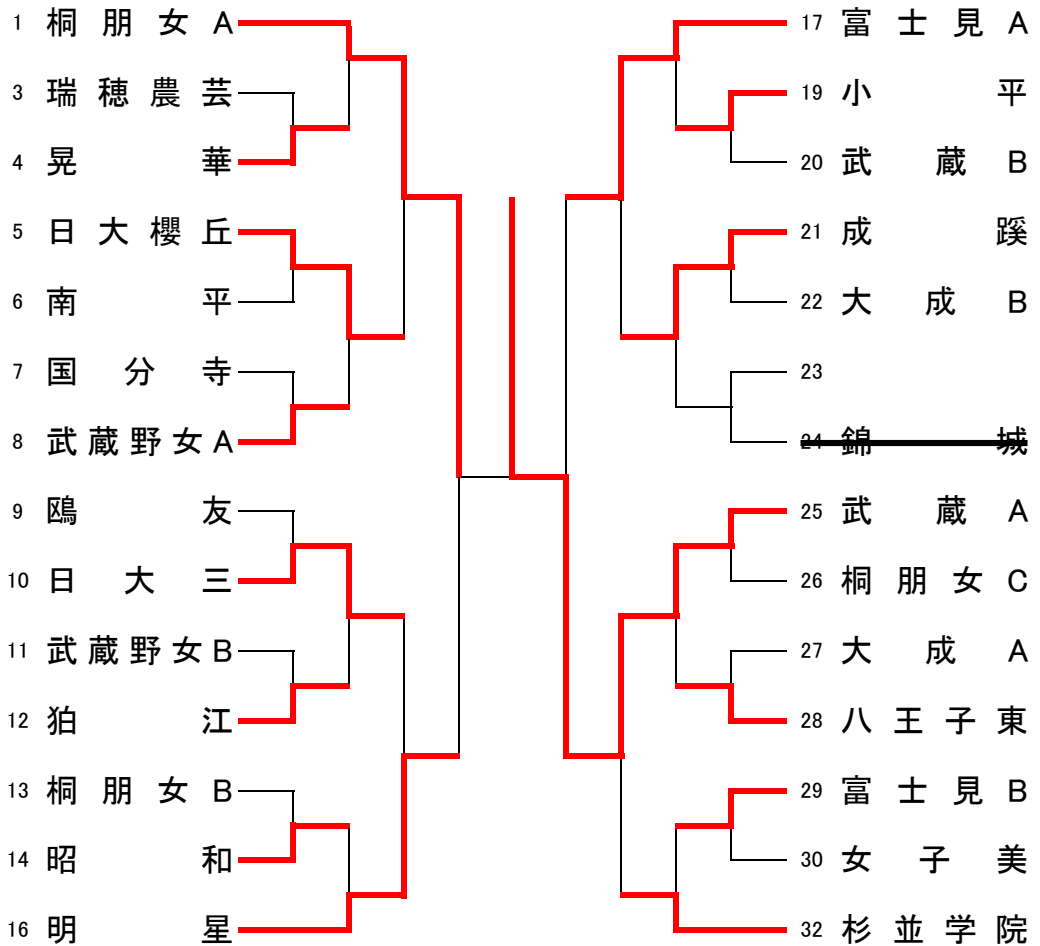 1 桐朋女A
3 瑞穂農芸
4 晃華
5 日大櫻丘
6 南平
7 国分寺
8 武蔵野女A
9 鴎友
10 日大三
11 武蔵野女B
12 狛江
13 桐朋女B
14 昭和
16 明星
17 富士見A
19 小平
20 武蔵B
21 成蹊
22 大成B
23
24 錦城
25 武蔵A
26 桐朋女C
27 大成A
28 八王子東
29 富士見B
30 女子美
32 杉並学院